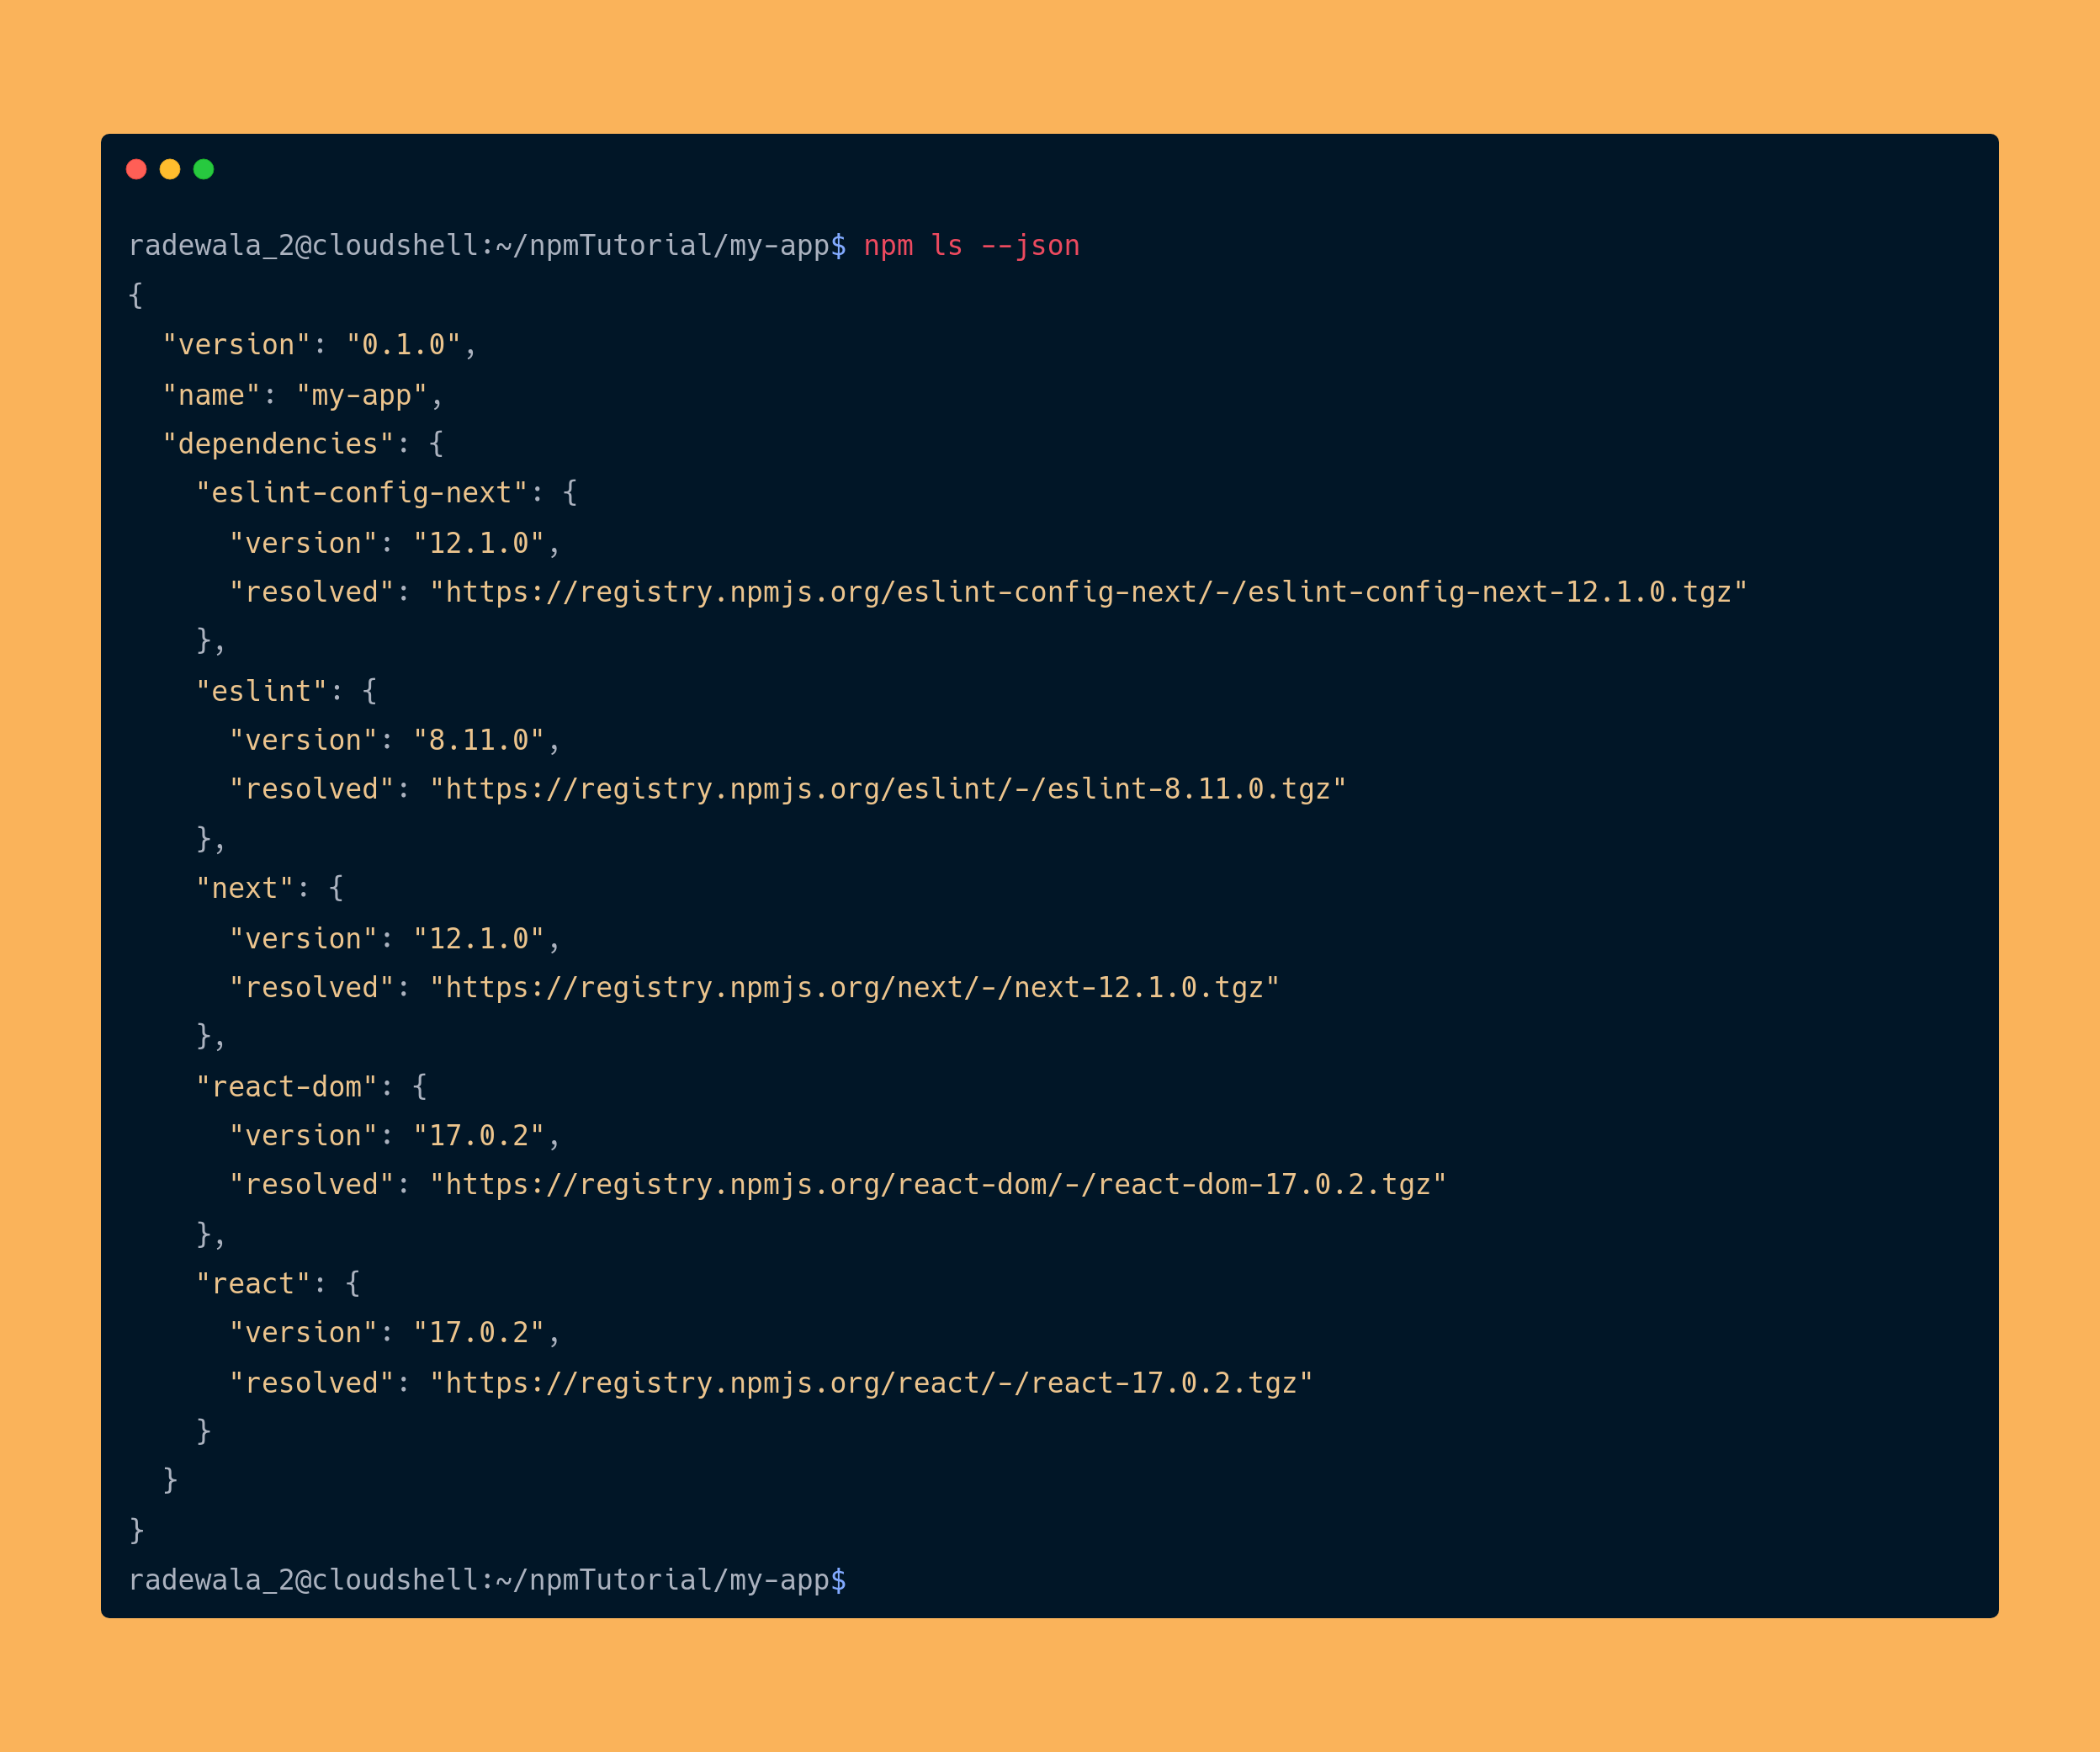 radewala_2@cloudshell:~/npmTutorial/my-app$ npm ls --json
{
  "version": "0.1.0",
  "name": "my-app",
  "dependencies": {
    "eslint-config-next": {
      "version": "12.1.0",
      "resolved": "https://registry.npmjs.org/eslint-config-next/-/eslint-config-next-12.1.0.tgz"
    },
    "eslint": {
      "version": "8.11.0",
      "resolved": "https://registry.npmjs.org/eslint/-/eslint-8.11.0.tgz"
    },
    "next": {
      "version": "12.1.0",
      "resolved": "https://registry.npmjs.org/next/-/next-12.1.0.tgz"
    },
    "react-dom": {
      "version": "17.0.2",
      "resolved": "https://registry.npmjs.org/react-dom/-/react-dom-17.0.2.tgz"
    },
    "react": {
      "version": "17.0.2",
      "resolved": "https://registry.npmjs.org/react/-/react-17.0.2.tgz"
    }
  }
}
radewala_2@cloudshell:~/npmTutorial/my-app$